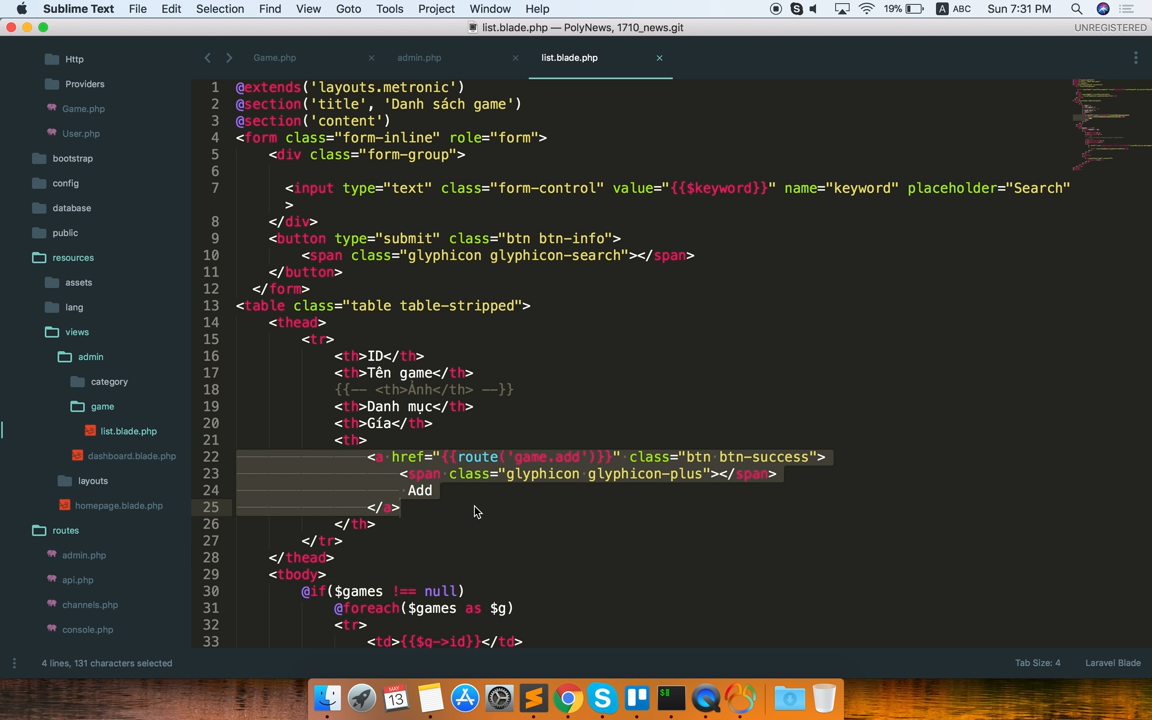 Sublime Text File Edit Selection Find View Goto Tools Project Window Help 19% A ABC Sun 7:31 PM
list.blade.php — PolyNews, 1710_news.git UNREGISTERED
Http
Providers
Game.php
User.php
bootstrap
config
database
public
resources
assets
lang
views
admin
category
game
list.blade.php
dashboard.blade.php
layouts
homepage.blade.php
routes
admin.php
api.php
channels.php
console.php
Game.php × admin.php × list.blade.php ×
1 @extends('layouts.metronic')
2 @section('title', 'Danh sách game')
3 @section('content')
4 <form class="form-inline" role="form">
5 <div class="form-group">
6
7 <input type="text" class="form-control" value="{{$keyword}}" name="keyword" placeholder="Search"
>
8 </div>
9 <button type="submit" class="btn btn-info">
10 <span class="glyphicon glyphicon-search"></span>
11 </button>
12 </form>
13 <table class="table table-stripped">
14 <thead>
15 <tr>
16 <th>ID</th>
17 <th>Tên game</th>
18 {{-- <th>Ảnh</th> --}}
19 <th>Danh mục</th>
20 <th>Gía</th>
21 <th>
22 <a href="{{route('game.add')}}" class="btn btn-success">
23 <span class="glyphicon glyphicon-plus"></span>
24 Add
25 </a>
26 </th>
27 </tr>
28 </thead>
29 <tbody>
30 @if($games !== null)
31 @foreach($games as $g)
32 <tr>
33 <td>{{$g->id}}</td>
4 lines, 131 characters selected Tab Size: 4 Laravel Blade
MAY
13